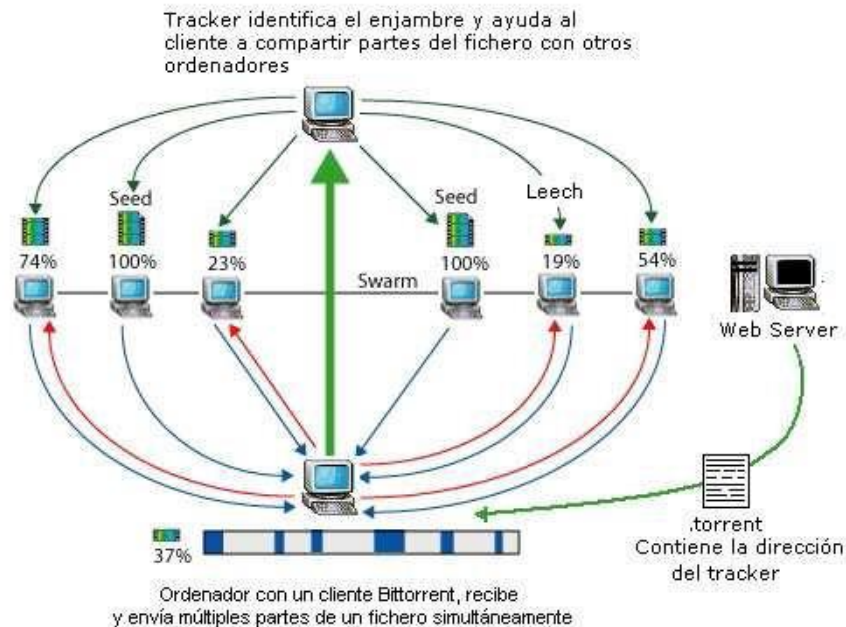 Tracker identifica el enjambre y ayuda al
cliente a compartir partes del fichero con otros
ordenadores
Seed
Seed
Leech
74%
100%
23%
100%
19%
54%
Swarm
Web Server
.torrent
Contiene la dirección
del tracker
37%
Ordenador con un cliente Bittorrent, recibe
y envía múltiples partes de un fichero simultáneamente